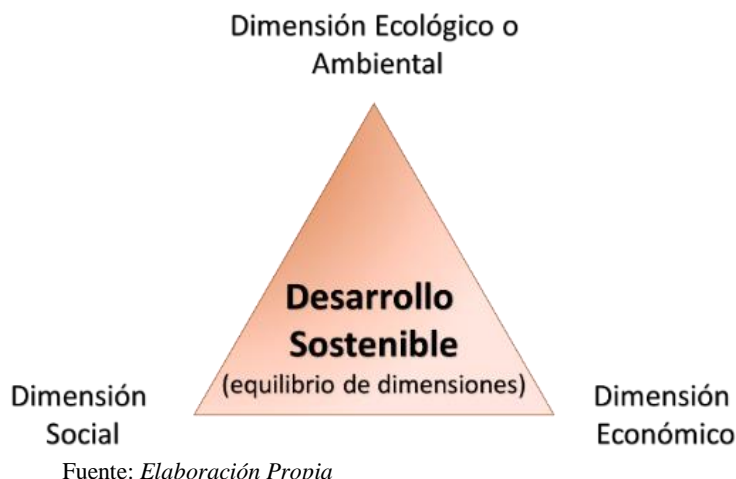 Dimensión Ecológico o
Ambiental
Desarrollo
Sostenible
(equilibrio de dimensiones)
Dimensión
Social
Dimensión
Económico
Fuente: Elaboración Propia